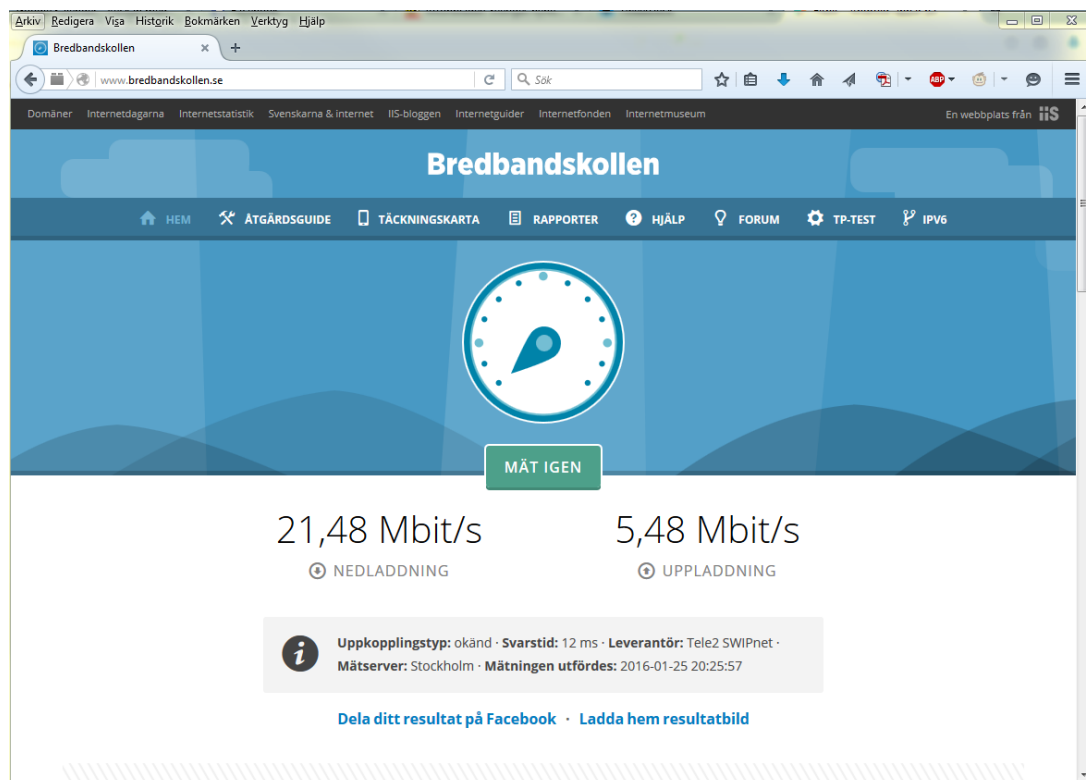 Arkiv Redigera Visa Historik Bokmärken Verktyg Hjälp
Bredbandskollen
www.bredbandskollen.se
Sök
ABP
Domäner Internetdagarna Internetstatistik Svenskarna & internet IIS-bloggen Internetguider Internetfonden Internetmuseum En webbplats från iis
Bredbandskollen
HEM ÅTGÄRDSGUIDE TÄCKNINGSKARTA RAPPORTER HJÄLP FORUM TP-TEST IPV6
MÄT IGEN
21,48 Mbit/s 5,48 Mbit/s
NEDLADDNING UPPLADDNING
Uppkopplingstyp: okänd · Svarstid: 12 ms · Leverantör: Tele2 SWIPnet ·
Mätserver: Stockholm · Mätningen utfördes: 2016-01-25 20:25:57
Dela ditt resultat på Facebook · Ladda hem resultatbild